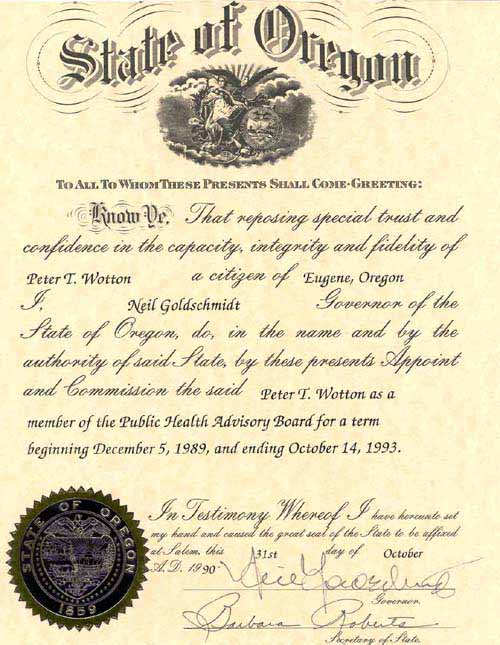 State of Oregon
TO ALL TO WHOM THESE PRESENTS SHALL COME-GREETING:
Know Ye, That reposing special trust and
confidence in the capacity, integrity and fidelity of
Peter T. Wotton a citizen of Eugene, Oregon
I, Neil Goldschmidt Governor of the
State of Oregon, do, in the name and by the
authority of said State, by these presents Appoint
and Commission the said Peter T. Wotton as a
member of the Public Health Advisory Board for a term
beginning December 5, 1989, and ending October 14, 1993.
In Testimony Whereof I have hereunto set
my hand and caused the great seal of the State to be affixed
at Salem, this 31st day of October
A.D. 1990.
Neil Goldschmidt
Governor.
Barbara Roberts
Secretary of State.
STATE OF OREGON
1859